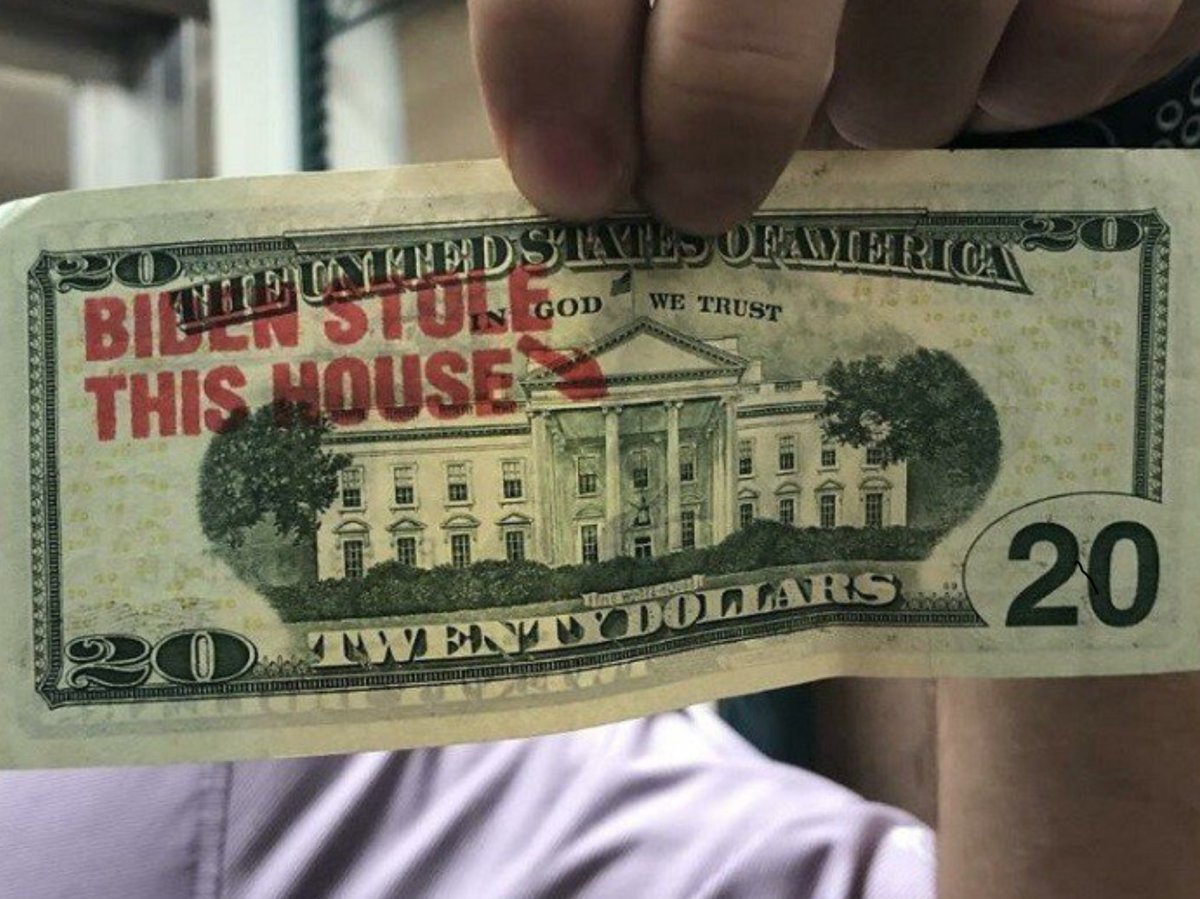 THE UNITED STATES OF AMERICA
20
20
BIDEN STOLE
THIS HOUSE
IN GOD WE TRUST
20
TWENTY DOLLARS
20